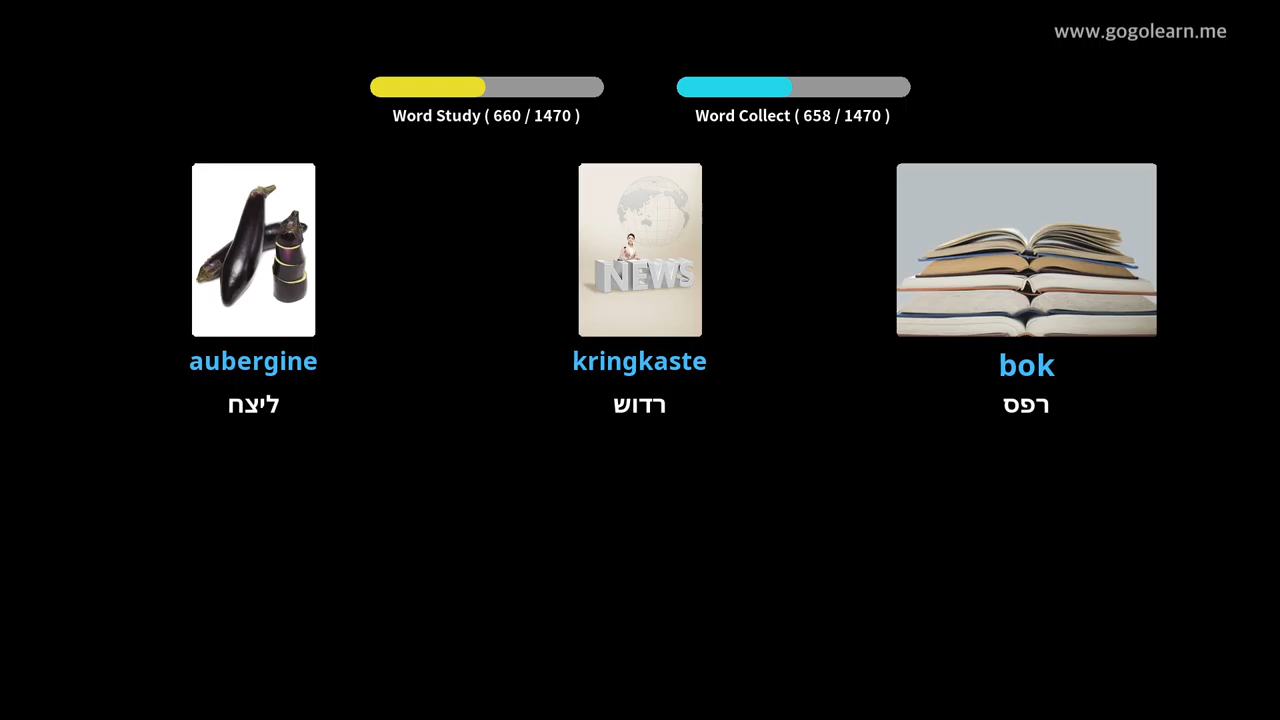 www.gogolearn.me
Word Study ( 660 / 1470 )
Word Collect ( 658 / 1470 )
NEWS
aubergine
ליצח
kringkaste
רדוש
bok
רפס